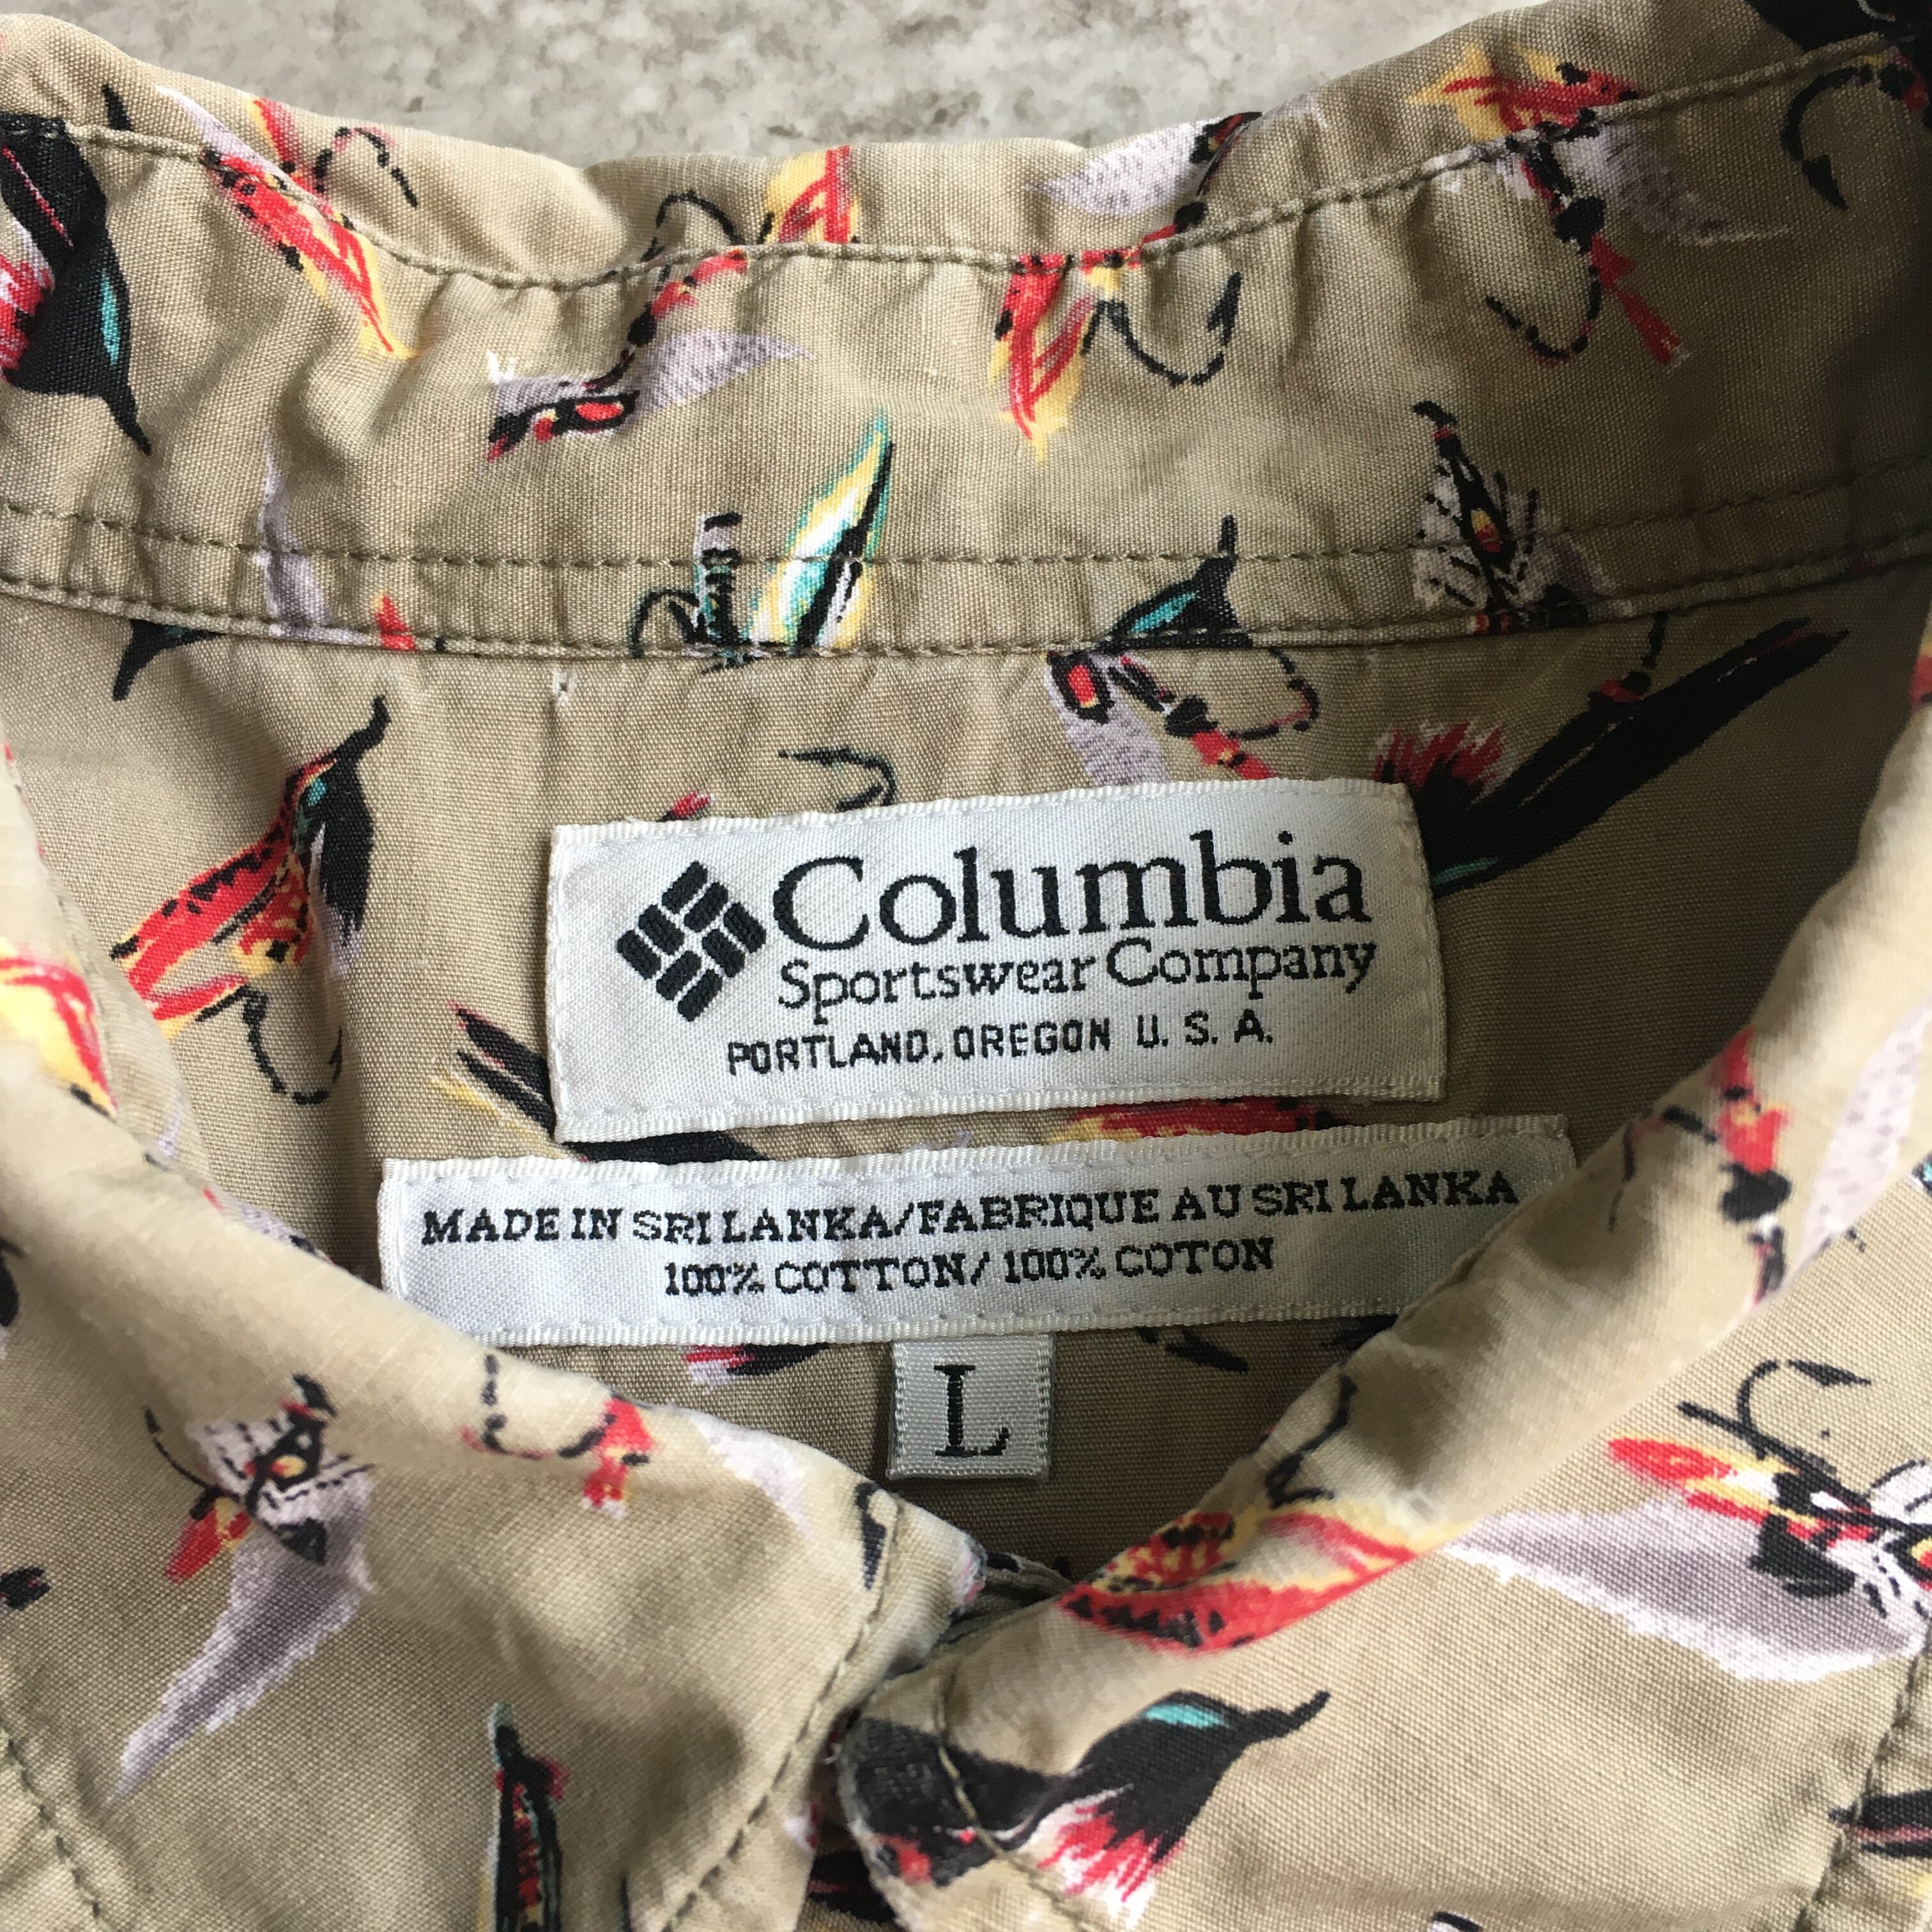 Columbia
Sportswear Company
PORTLAND, OREGON U. S. A.
MADE IN SRI LANKA/FABRIQUE AU SRI LANKA
100% COTTON/ 100% COTON
L